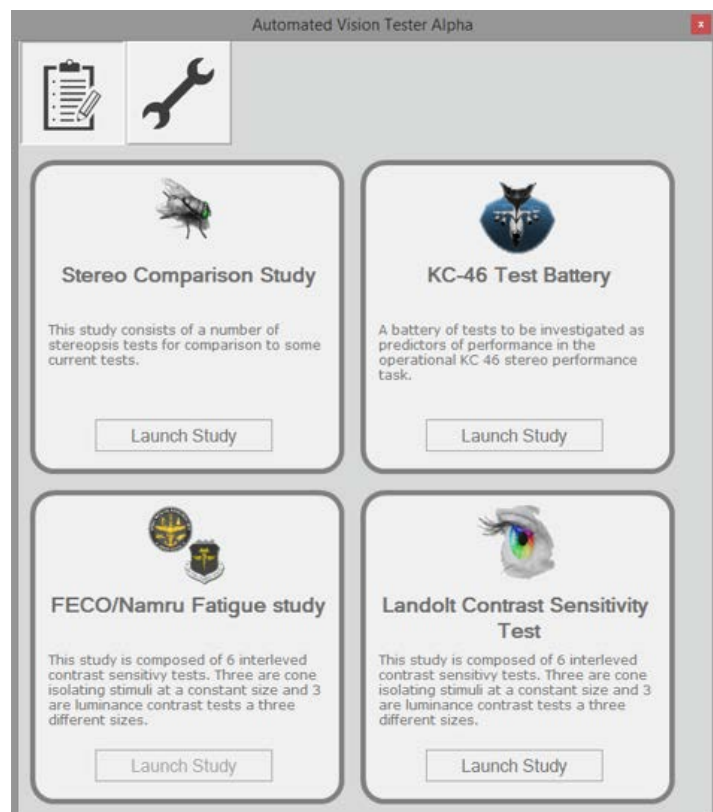 Automated Vision Tester Alpha
x
Stereo Comparison Study
This study consists of a number of
stereopsis tests for comparison to some
current tests.
Launch Study
KC-46 Test Battery
A battery of tests to be investigated as
predictors of performance in the
operational KC 46 stereo performance
task.
Launch Study
FECO/Namru Fatigue study
This study is composed of 6 interleved
contrast sensitivy tests. Three are cone
isolating stimuli at a constant size and 3
are luminance contrast tests a three
different sizes.
Launch Study
Landolt Contrast Sensitivity
Test
This study is composed of 6 interleved
contrast sensitivy tests. Three are cone
isolating stimuli at a constant size and 3
are luminance contrast tests a three
different sizes.
Launch Study